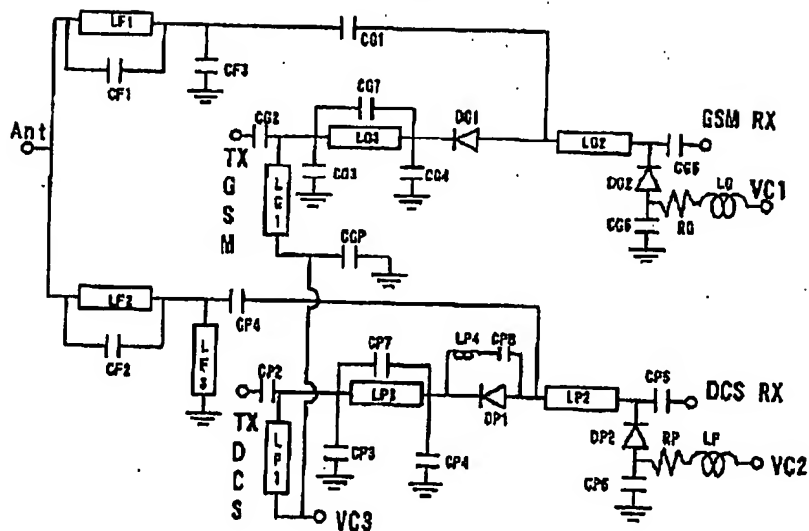 LF1
CF1
CF3
CG1
Ant
CG2
CG7
LG3
DG1
LG2
GSM RX
CG5
TX GSM
CG3
CG4
DG2
LG1
CG6
RG
LG
VC1
CGP
LF2
CF2
LF3
CP4
CP2
CP7
LP3
LP4
CP8
DP1
LP2
CP5
DCS RX
TX DCS
LP1
CP3
CP4
DP2
RP
LP
CP6
VC2
VC3